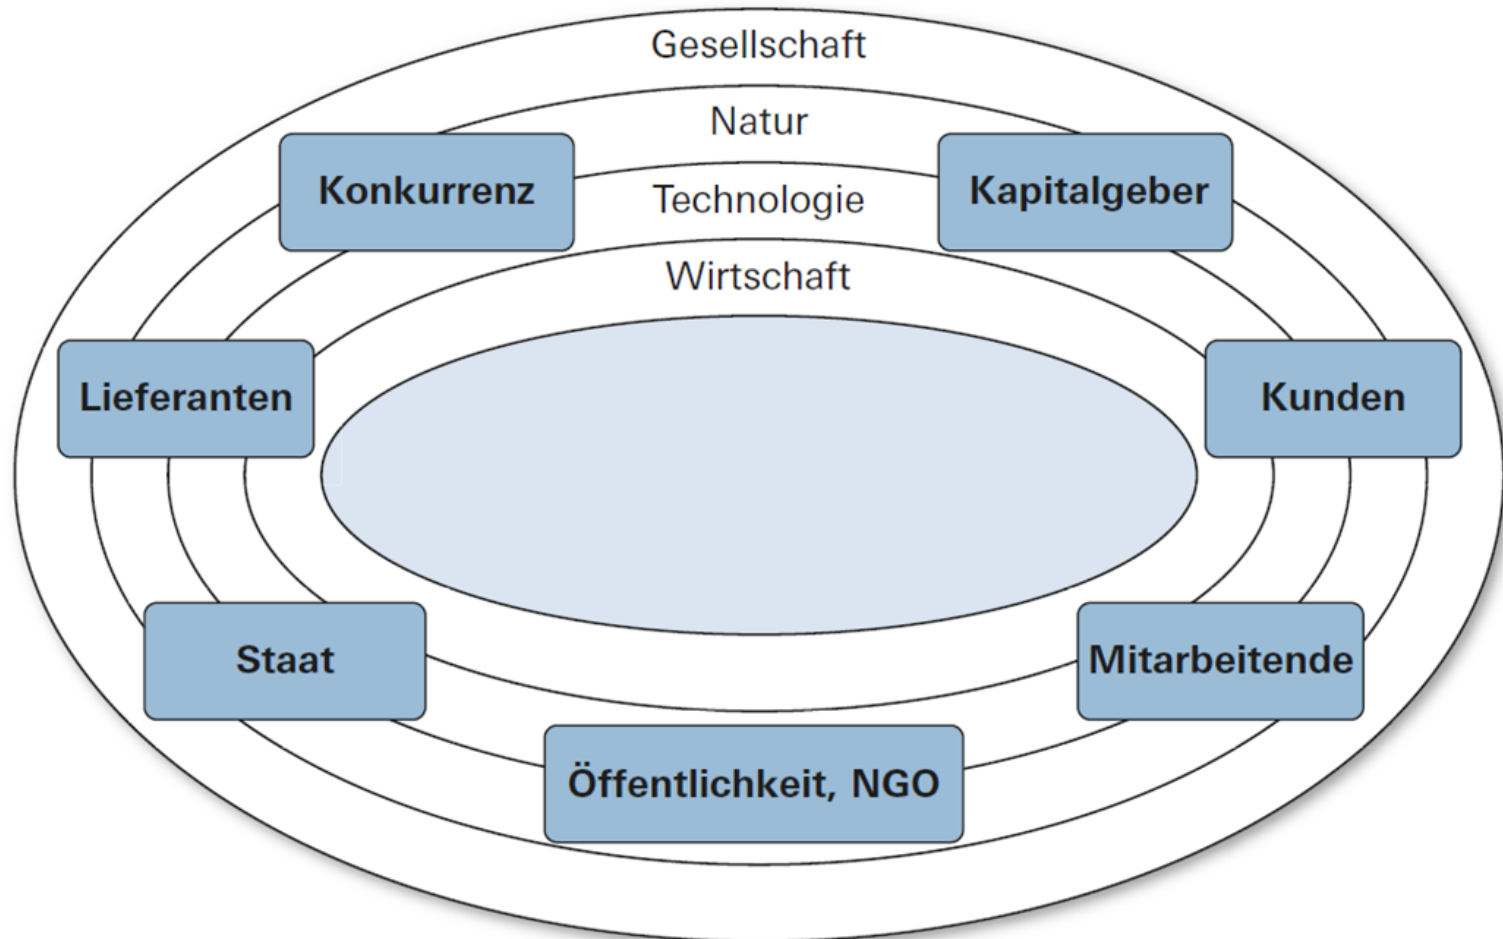 Gesellschaft
Natur
Konkurrenz
Kapitalgeber
Technologie
Wirtschaft
Lieferanten
Kunden
Staat
Mitarbeitende
Öffentlichkeit, NGO